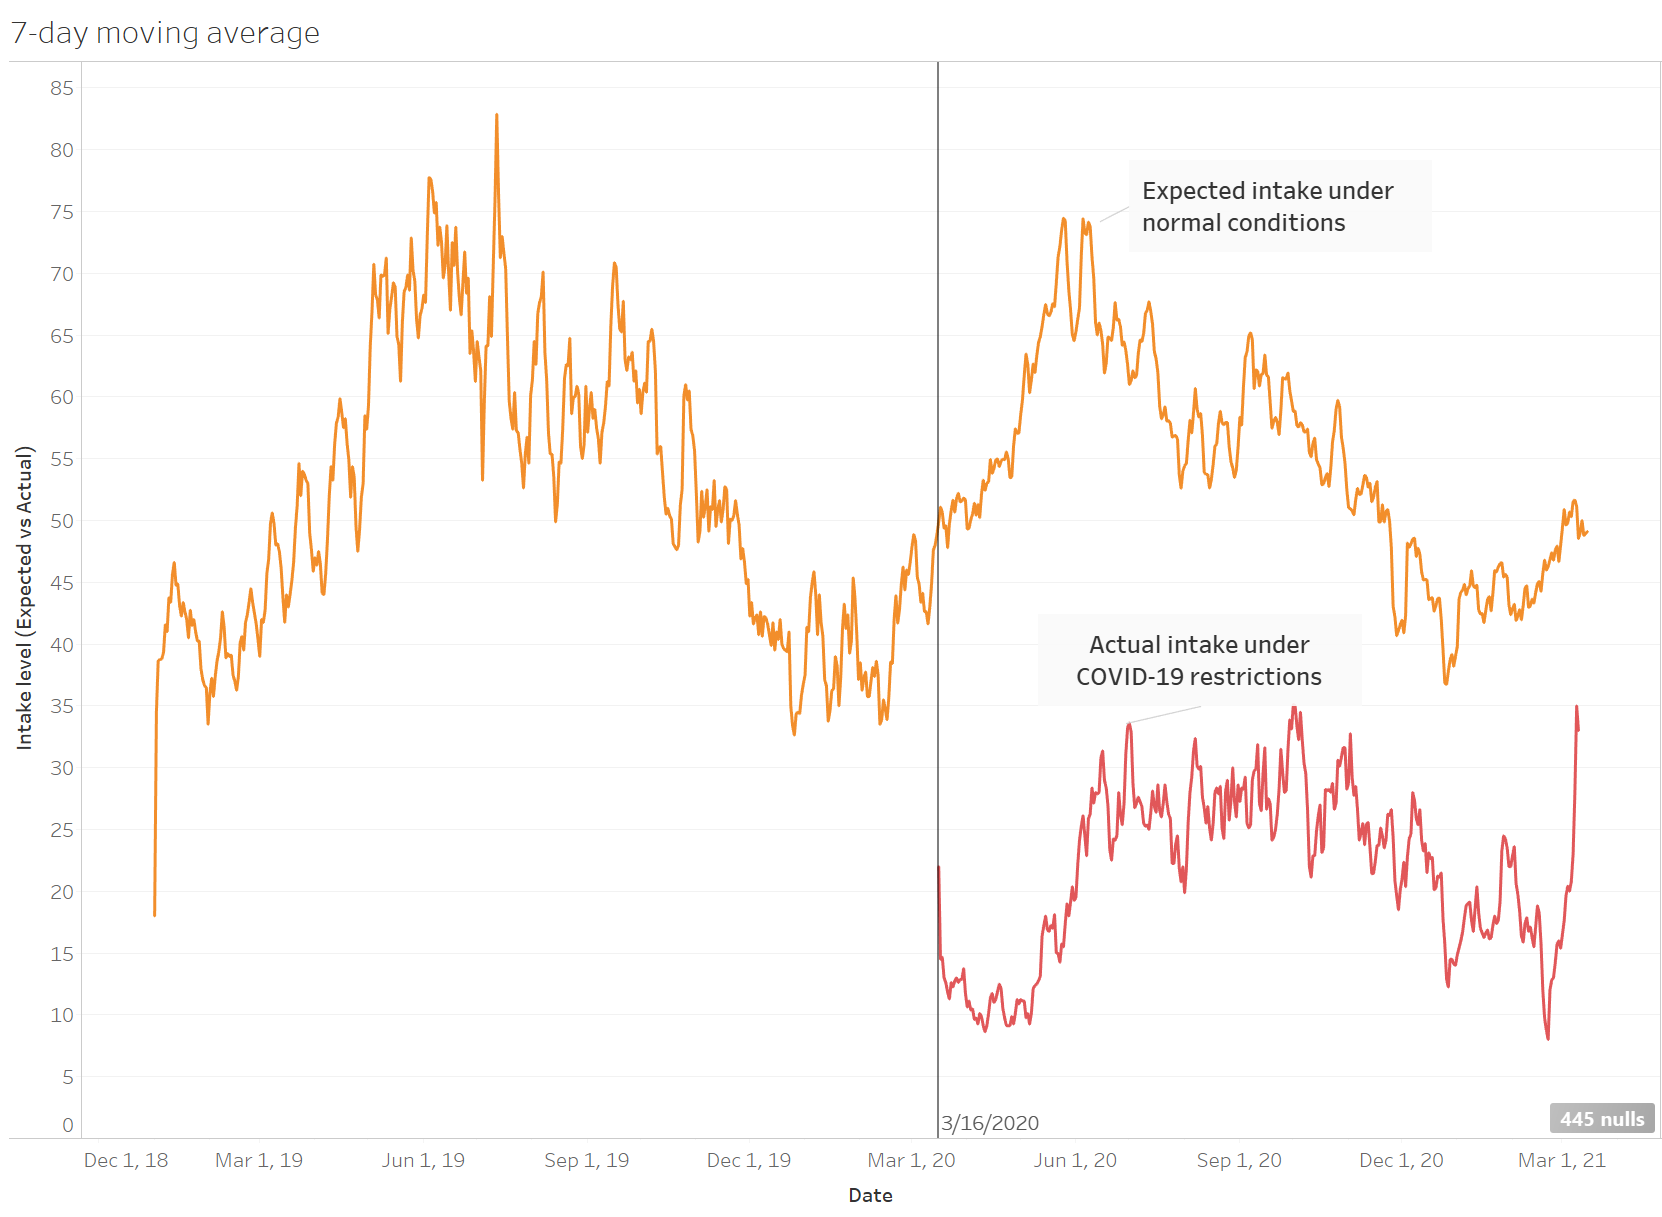 7-day moving average
85
80
75
70
65
60
55
50
45
40
35
30
25
20
15
10
5
0
Intake level (Expected vs Actual)
Expected intake under
normal conditions
Actual intake under
COVID-19 restrictions
3/16/2020
445 nulls
Dec 1, 18
Mar 1, 19
Jun 1, 19
Sep 1, 19
Dec 1, 19
Mar 1, 20
Jun 1, 20
Sep 1, 20
Dec 1, 20
Mar 1, 21
Date